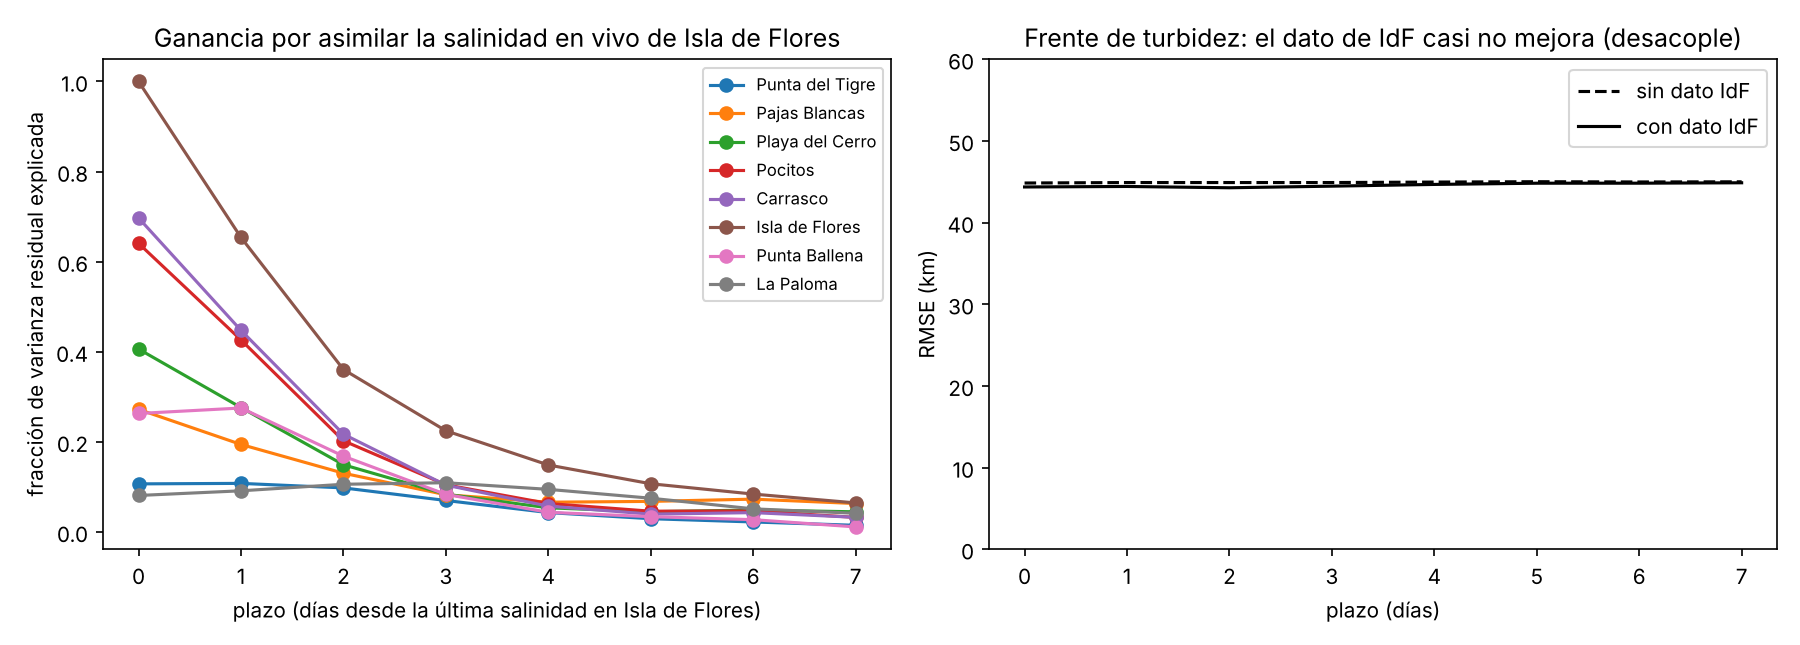 Ganancia por asimilar la salinidad en vivo de Isla de Flores
fracción de varianza residual explicada
1.0
0.8
0.6
0.4
0.2
0.0
0 1 2 3 4 5 6 7
plazo (días desde la última salinidad en Isla de Flores)
Punta del Tigre
Pajas Blancas
Playa del Cerro
Pocitos
Carrasco
Isla de Flores
Punta Ballena
La Paloma
Frente de turbidez: el dato de IdF casi no mejora (desacople)
RMSE (km)
60
50
40
30
20
10
0
0 1 2 3 4 5 6 7
plazo (días)
sin dato IdF
con dato IdF